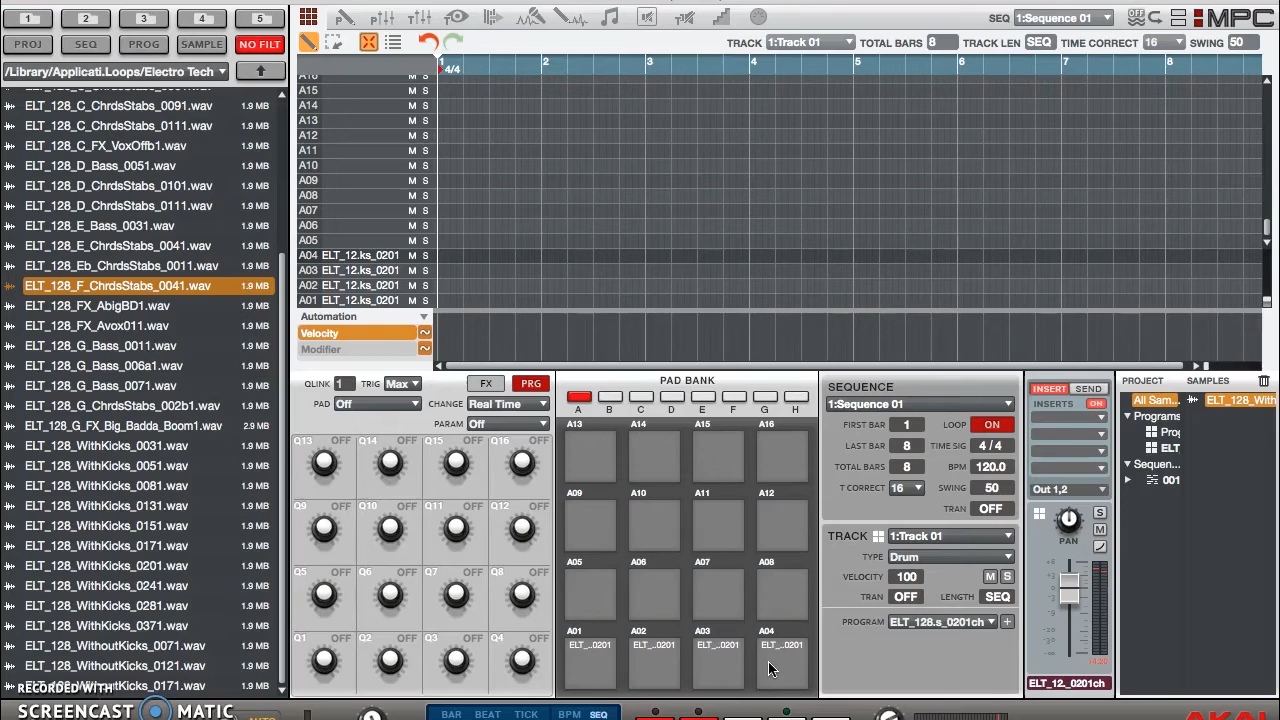 1 2 3 4 5
PROJ SEQ PROG SAMPLE NO FILT
/Library/Applicati.Loops/Electro Tech
ELT_128_C_ChrdsStabs_0091.wav 1.9 MB
ELT_128_C_ChrdsStabs_0111.wav 1.9 MB
ELT_128_C_FX_VoxOffb1.wav 1.9 MB
ELT_128_D_Bass_0051.wav 1.9 MB
ELT_128_D_ChrdsStabs_0101.wav 1.9 MB
ELT_128_D_ChrdsStabs_0111.wav 1.9 MB
ELT_128_E_Bass_0031.wav 1.9 MB
ELT_128_E_ChrdsStabs_0041.wav 1.9 MB
ELT_128_Eb_ChrdsStabs_0011.wav 1.9 MB
ELT_128_F_ChrdsStabs_0041.wav 1.9 MB
ELT_128_FX_AbigBD1.wav 1.9 MB
ELT_128_FX_Avox011.wav 1.9 MB
ELT_128_G_Bass_0011.wav 1.9 MB
ELT_128_G_Bass_006a1.wav 1.9 MB
ELT_128_G_Bass_0071.wav 1.9 MB
ELT_128_G_ChrdsStabs_002b1.wav 1.9 MB
ELT_128_G_FX_Big_Badda_Boom1.wav 2.9 MB
ELT_128_WithKicks_0031.wav 1.9 MB
ELT_128_WithKicks_0051.wav 1.9 MB
ELT_128_WithKicks_0081.wav 1.9 MB
ELT_128_WithKicks_0131.wav 1.9 MB
ELT_128_WithKicks_0151.wav 1.9 MB
ELT_128_WithKicks_0171.wav 1.9 MB
ELT_128_WithKicks_0201.wav 1.9 MB
ELT_128_WithKicks_0241.wav 1.9 MB
ELT_128_WithKicks_0281.wav 1.9 MB
ELT_128_WithKicks_0371.wav 1.9 MB
ELT_128_WithoutKicks_0071.wav 1.9 MB
ELT_128_WithoutKicks_0121.wav 1.9 MB
ut Kicks_0171.wav 1.9 MB
RECORDED WITH
SCREENCAST MATIC
SEQ 1:Sequence 01 OFF MPC
TRACK 1:Track 01 TOTAL BARS 8 TRACK LEN SEQ TIME CORRECT 16 SWING 50
1 2 3 4 5 6 7 8
4/4
A16 M S
A15 M S
A14 M S
A13 M S
A12 M S
A11 M S
A10 M S
A09 M S
A08 M S
A07 M S
A06 M S
A05 M S
A04 ELT_12.ks_0201 M S
A03 ELT_12.ks_0201 M S
A02 ELT_12.ks_0201 M S
A01 ELT_12.ks_0201 M S
Automation
Velocity
Modifier
QLINK 1 TRIG Max FX PRG
PAD Off CHANGE Real Time
PARAM Off
Q13 OFF Q14 OFF Q15 OFF Q16 OFF
Q9 OFF Q10 OFF Q11 OFF Q12 OFF
Q5 OFF Q6 OFF Q7 OFF Q8 OFF
Q1 OFF Q2 OFF Q3 OFF Q4 OFF
PAD BANK
A B C D E F G H
A13 A14 A15 A16
A09 A10 A11 A12
A05 A06 A07 A08
A01 A02 A03 A04
ELT_...0201 ELT_...0201 ELT_...0201 ELT_...0201
SEQUENCE
1:Sequence 01
FIRST BAR 1 LOOP ON
LAST BAR 8 TIME SIG 4 / 4
TOTAL BARS 8 BPM 120.0
T CORRECT 16 SWING 50
TRAN OFF
TRACK 1:Track 01
TYPE Drum
VELOCITY 100 M S
TRAN OFF LENGTH SEQ
PROGRAM ELT_128.s_0201ch +
INSERT SEND
INSERTS ON
Out 1,2
S
M
PAN
ELT_12._0201ch
PROJECT SAMPLES
All Sam... ELT_128_With
Programs
Prog
ELT_
Sequen...
001
BAR BEAT TICK BPM SEQ
AKAI